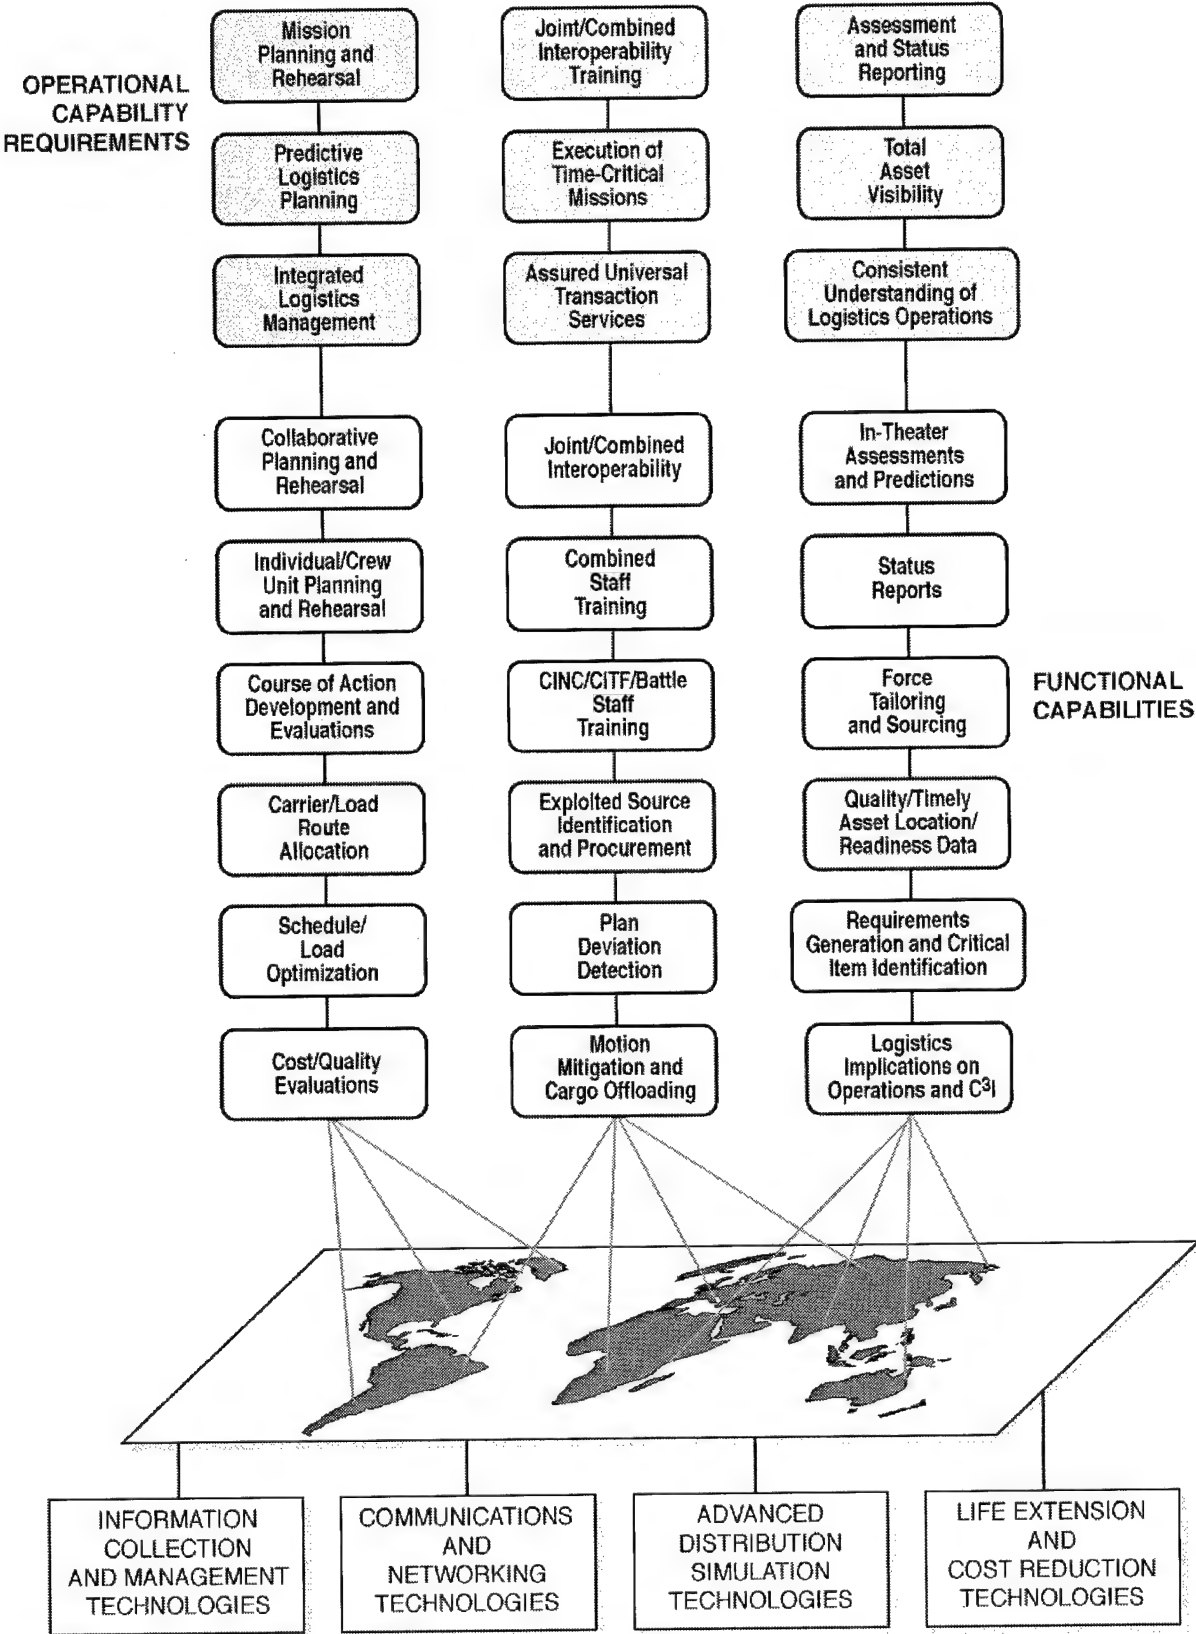 OPERATIONAL
CAPABILITY
REQUIREMENTS
Mission
Planning and
Rehearsal
Predictive
Logistics
Planning
Integrated
Logistics
Management
Collaborative
Planning and
Rehearsal
Individual/Crew
Unit Planning
and Rehearsal
Course of Action
Development and
Evaluations
Carrier/Load
Route
Allocation
Schedule/
Load
Optimization
Cost/Quality
Evaluations
Joint/Combined
Interoperability
Training
Execution of
Time-Critical
Missions
Assured Universal
Transaction
Services
Joint/Combined
Interoperability
Combined
Staff
Training
CINC/CITF/Battle
Staff
Training
Exploited Source
Identification
and Procurement
Plan
Deviation
Detection
Motion
Mitigation and
Cargo Offloading
Assessment
and Status
Reporting
Total
Asset
Visibility
Consistent
Understanding of
Logistics Operations
In-Theater
Assessments
and Predictions
Status
Reports
Force
Tailoring
and Sourcing
Quality/Timely
Asset Location/
Readiness Data
Requirements
Generation and Critical
Item Identification
Logistics
Implications on
Operations and C³I
FUNCTIONAL
CAPABILITIES
INFORMATION
COLLECTION
AND MANAGEMENT
TECHNOLOGIES
COMMUNICATIONS
AND
NETWORKING
TECHNOLOGIES
ADVANCED
DISTRIBUTION
SIMULATION
TECHNOLOGIES
LIFE EXTENSION
AND
COST REDUCTION
TECHNOLOGIES